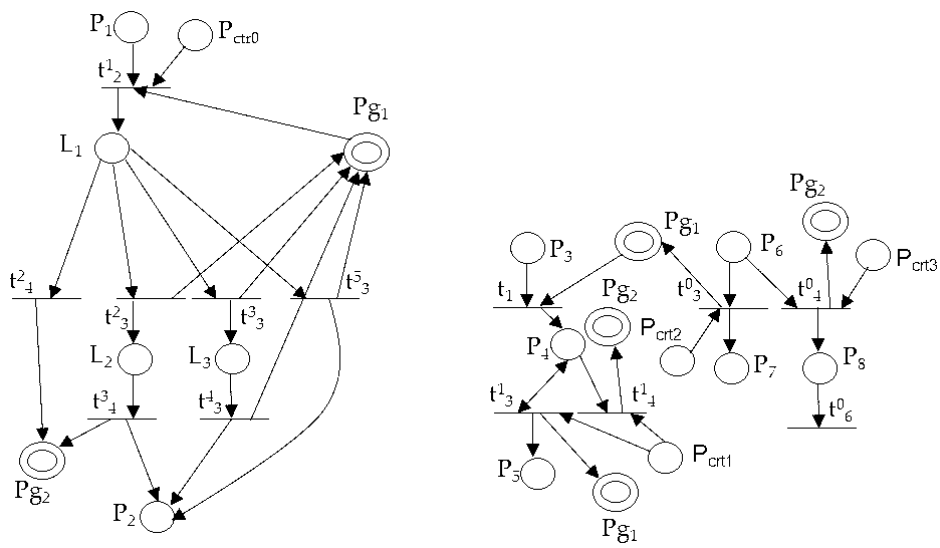 P1
Pctr0
t12
Pg1
L1
t24
t23
t33
t53
L2
L3
t34
t43
Pg2
P2
Pg2
P3
Pg1
P6
Pcrt3
t1
t03
t04
Pg2
P4
Pcrt2
P7
P8
t13
t14
t06
P5
Pcrt1
Pg1